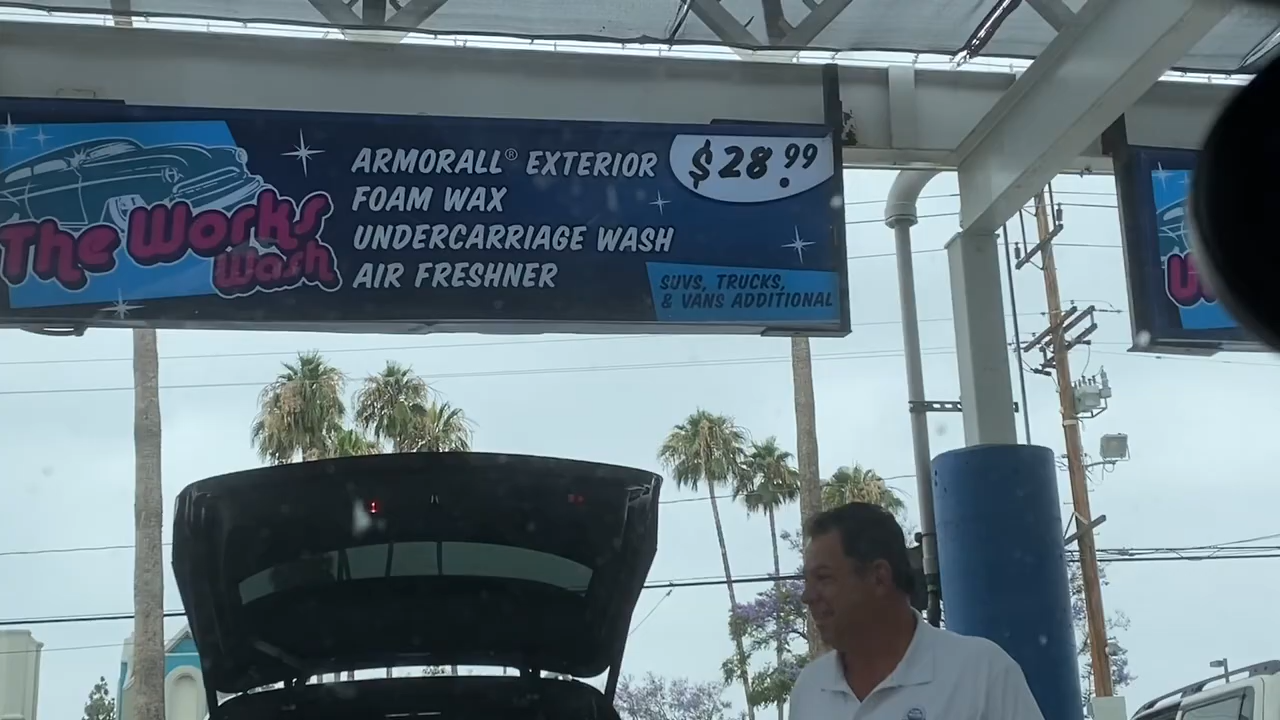 The Works
Wash
ARMORALL® EXTERIOR
FOAM WAX
UNDERCARRIAGE WASH
AIR FRESHNER
$28.99
SUVS, TRUCKS,
& VANS ADDITIONAL